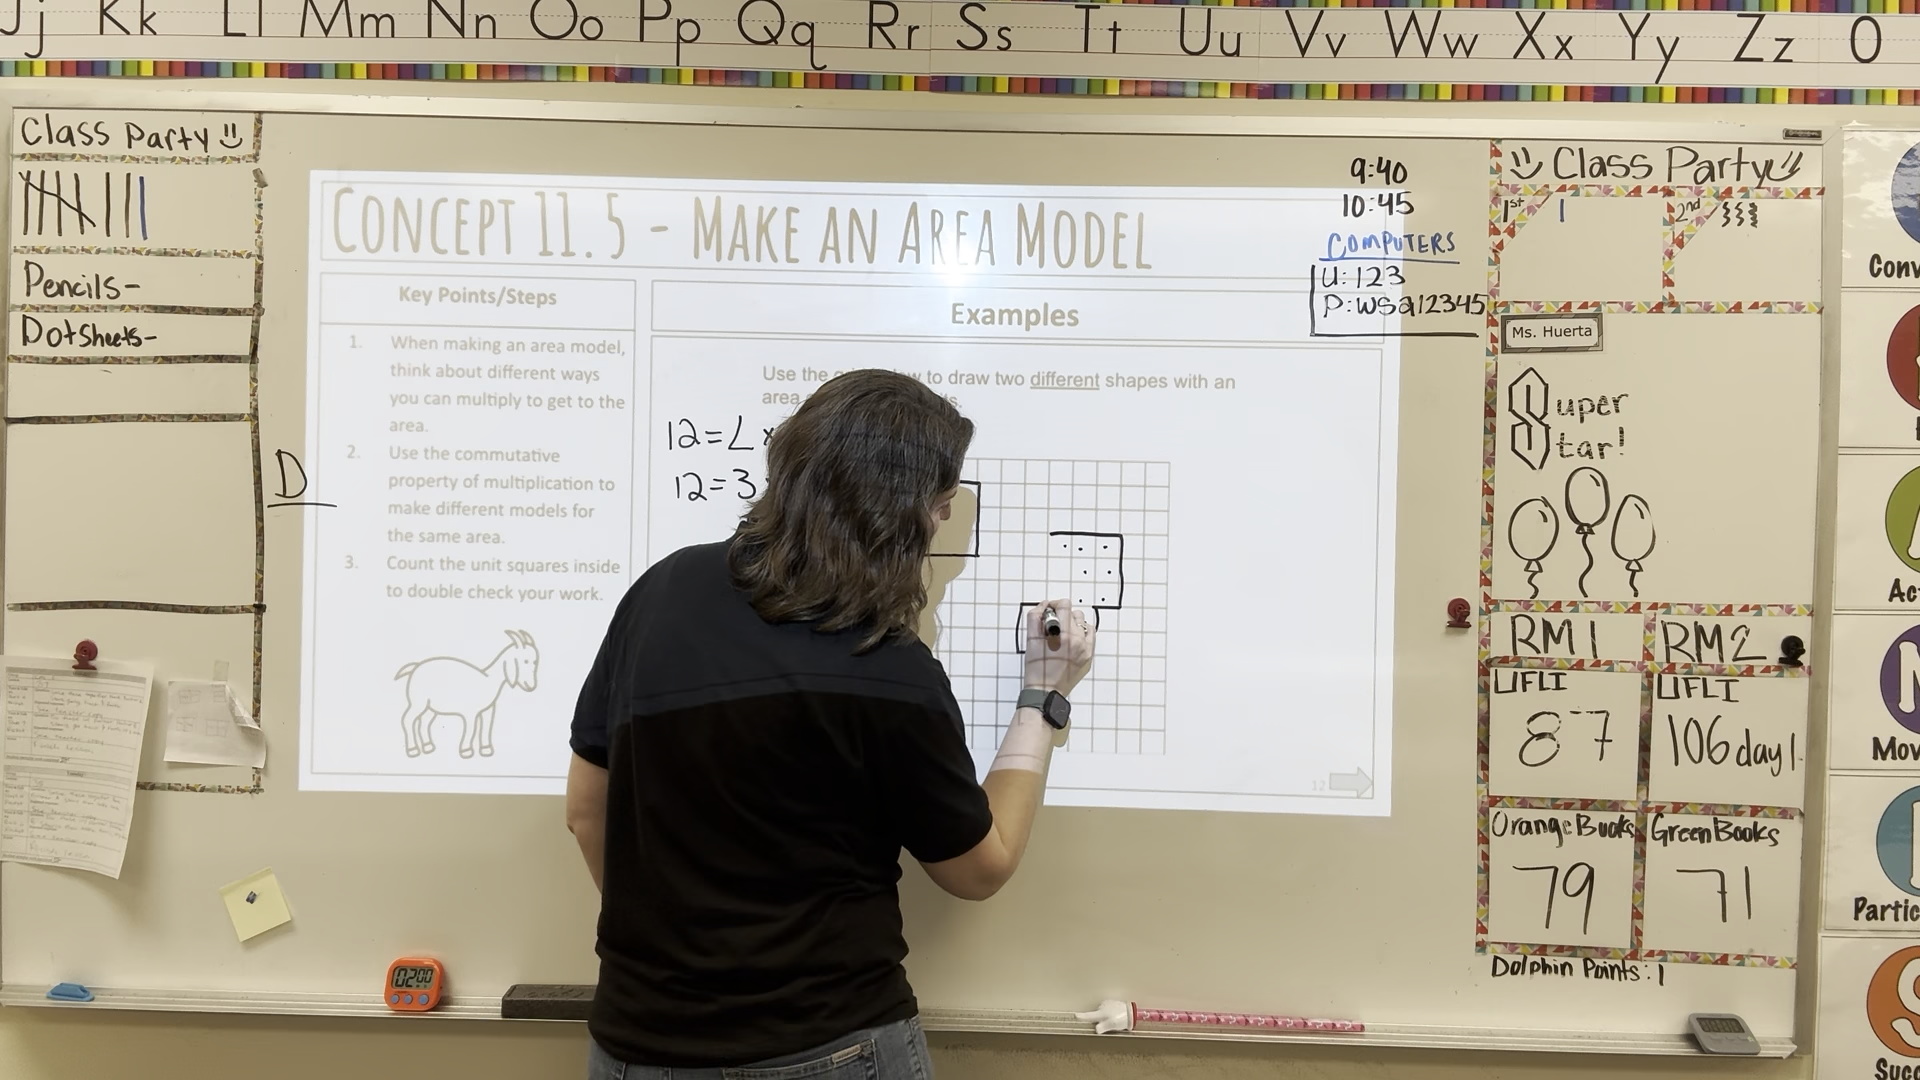 Jj Kk Ll Mm Nn Oo Pp Qq Rr Ss Tt Uu Vv Ww Xx Yy Zz 0
Class Party
Pencils-
Dot Sheets-
D
CONCEPT 11.5 - MAKE AN AREA MODEL
Key Points/Steps
1. When making an area model,
think about different ways
you can multiply to get to the
area.
2. Use the commutative
property of multiplication to
make different models for
the same area.
3. Count the unit squares inside
to double check your work.
Examples
Use the to draw two different shapes with an
area
12=L x
12=3
12
9:40
10:45
COMPUTERS
U: 123
P: wsa12345
Class Party
1st
2nd
Ms. Huerta
Super
Star!
RM1 RM2
UFLI UFLI
87 106 day 1
Orange Books Green Books
79 71
Dolphin Points: 1
0200
Conv
Ac
Mov
Partic
Succ